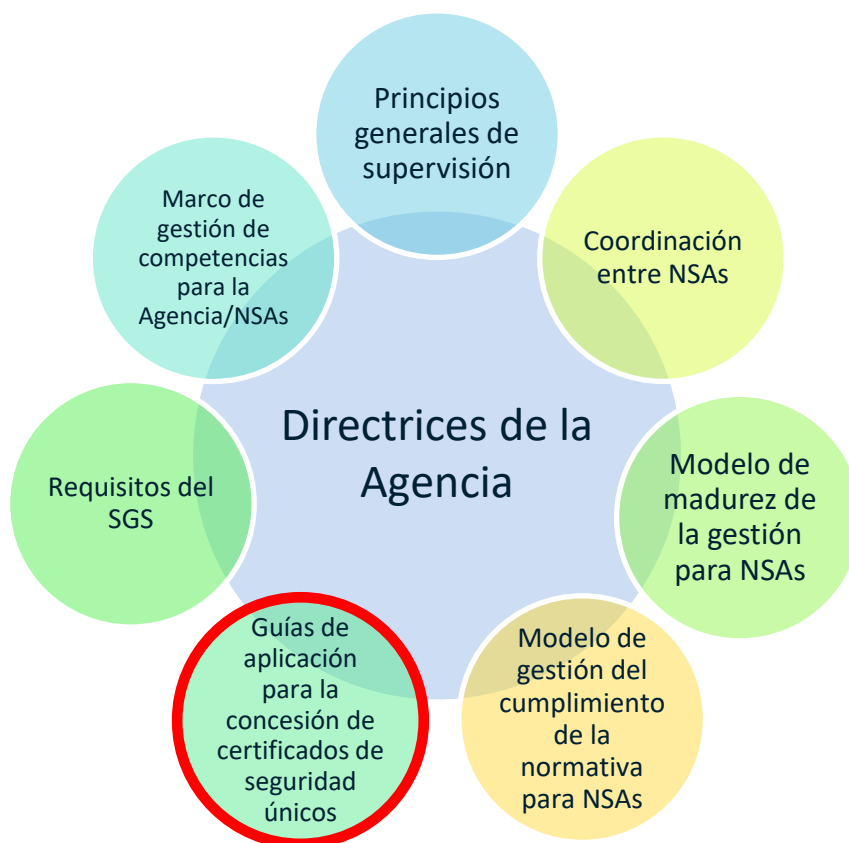 Principios
generales de
supervisión
Marco de
gestión de
competencias
para la
Agencia/NSAs
Coordinación
entre NSAs
Directrices de la
Agencia
Requisitos del
SGS
Modelo de
madurez de
la gestión
para NSAs
Guías de
aplicación
para la
concesión de
certificados de
seguridad
únicos
Modelo de
gestión del
cumplimiento
de la
normativa
para NSAs